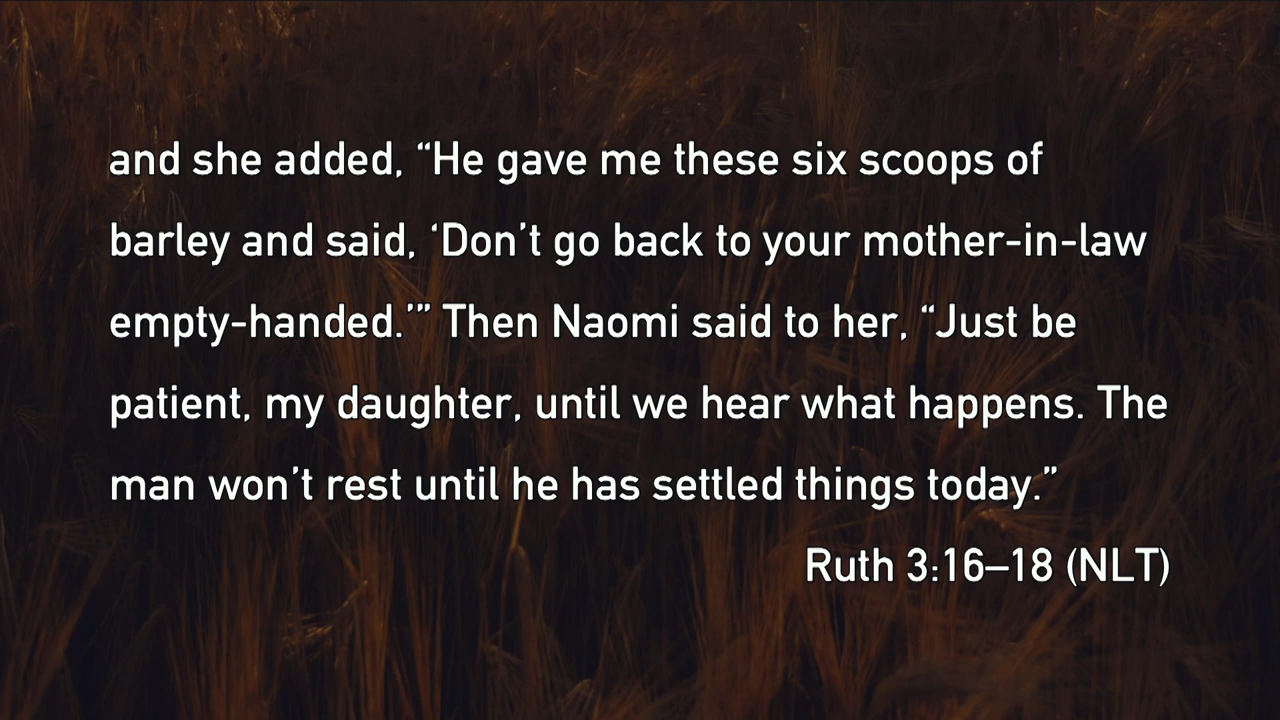 and she added, “He gave me these six scoops of
barley and said, ‘Don’t go back to your mother-in-law
empty-handed.’” Then Naomi said to her, “Just be
patient, my daughter, until we hear what happens. The
man won’t rest until he has settled things today.”
Ruth 3:16–18 (NLT)